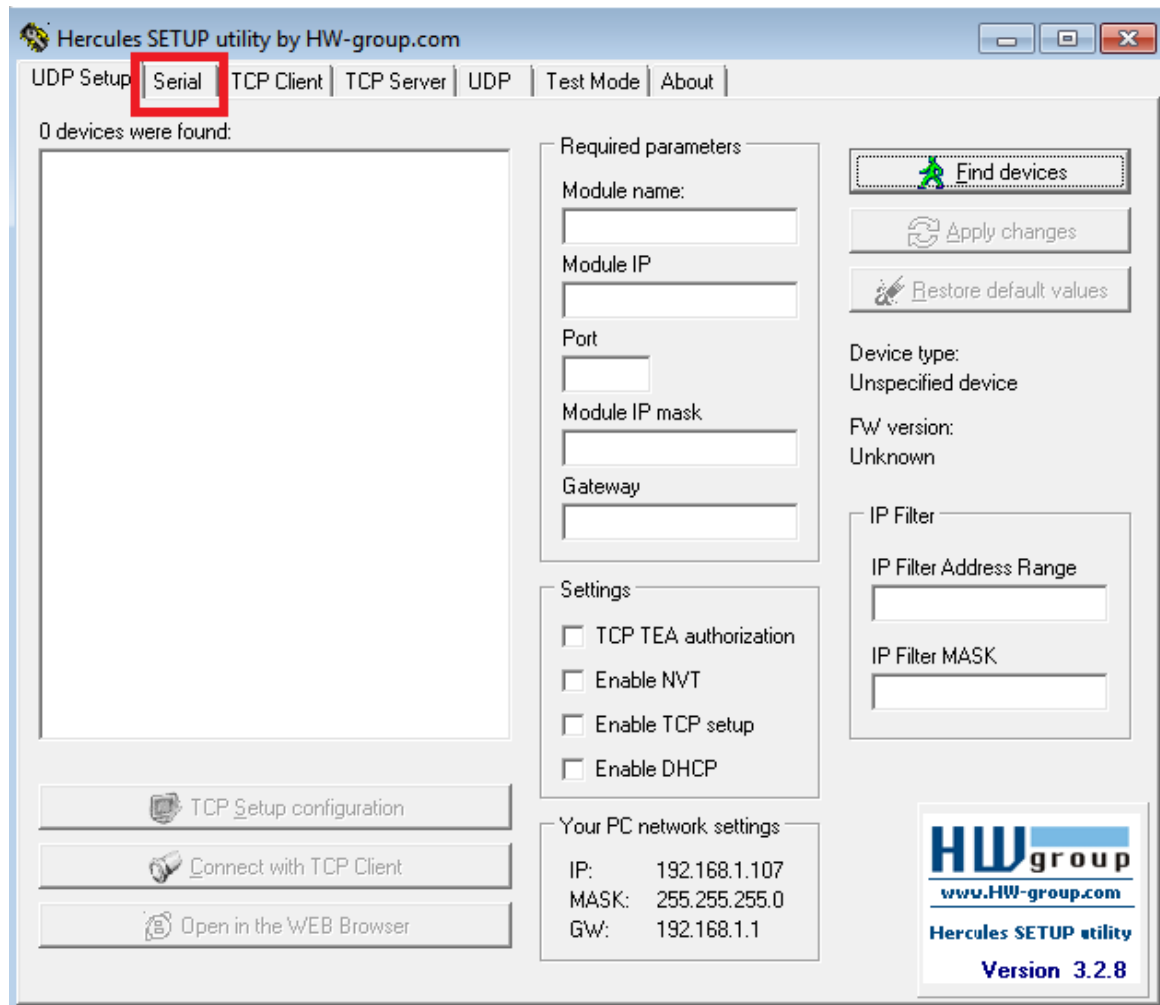 Hercules SETUP utility by HW-group.com
UDP Setup Serial TCP Client TCP Server UDP Test Mode About
0 devices were found:
Required parameters
Module name:
Module IP
Port
Module IP mask
Gateway
Settings
TCP TEA authorization
Enable NVT
Enable TCP setup
Enable DHCP
Find devices
Apply changes
Restore default values
Device type:
Unspecified device
FW version:
Unknown
IP Filter
IP Filter Address Range
IP Filter MASK
TCP Setup configuration
Connect with TCP Client
Open in the WEB Browser
Your PC network settings
IP: 192.168.1.107
MASK: 255.255.255.0
GW: 192.168.1.1
HW group
www.HW-group.com
Hercules SETUP utility
Version 3.2.8